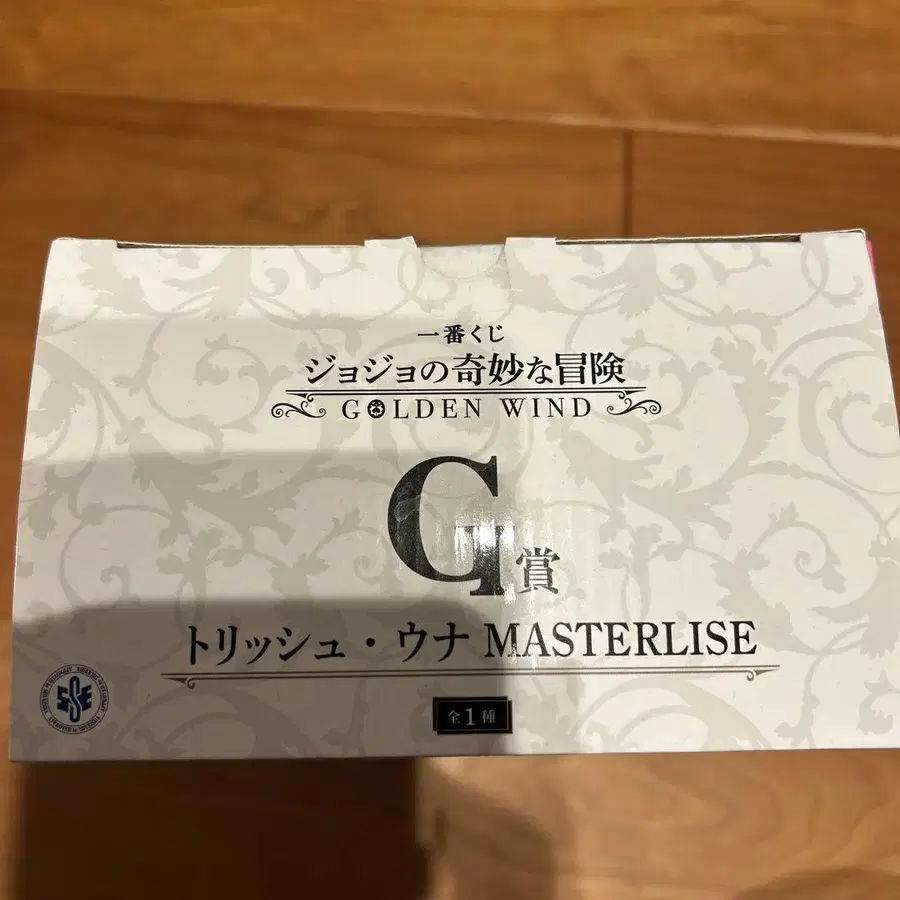 一番くじ
ジョジョの奇妙な冒険
GOLDEN WIND
G賞
トリッシュ・ウナ MASTERLISE
全1種